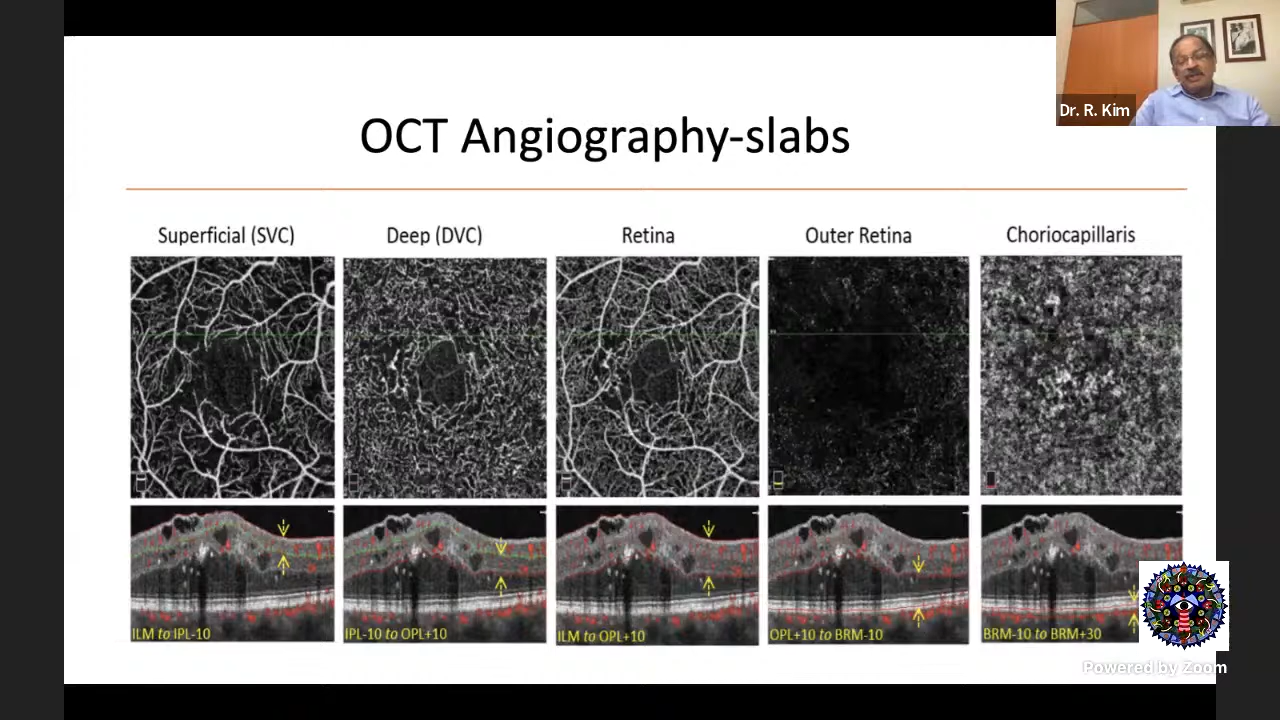 Dr. R. Kim
OCT Angiography-slabs
Superficial (SVC)
Deep (DVC)
Retina
Outer Retina
Choriocapillaris
ILM to IPL-10
IPL-10 to OPL+10
ILM to OPL+10
OPL+10 to BRM-10
BRM-10 to BRM+30
Powered by Zoom